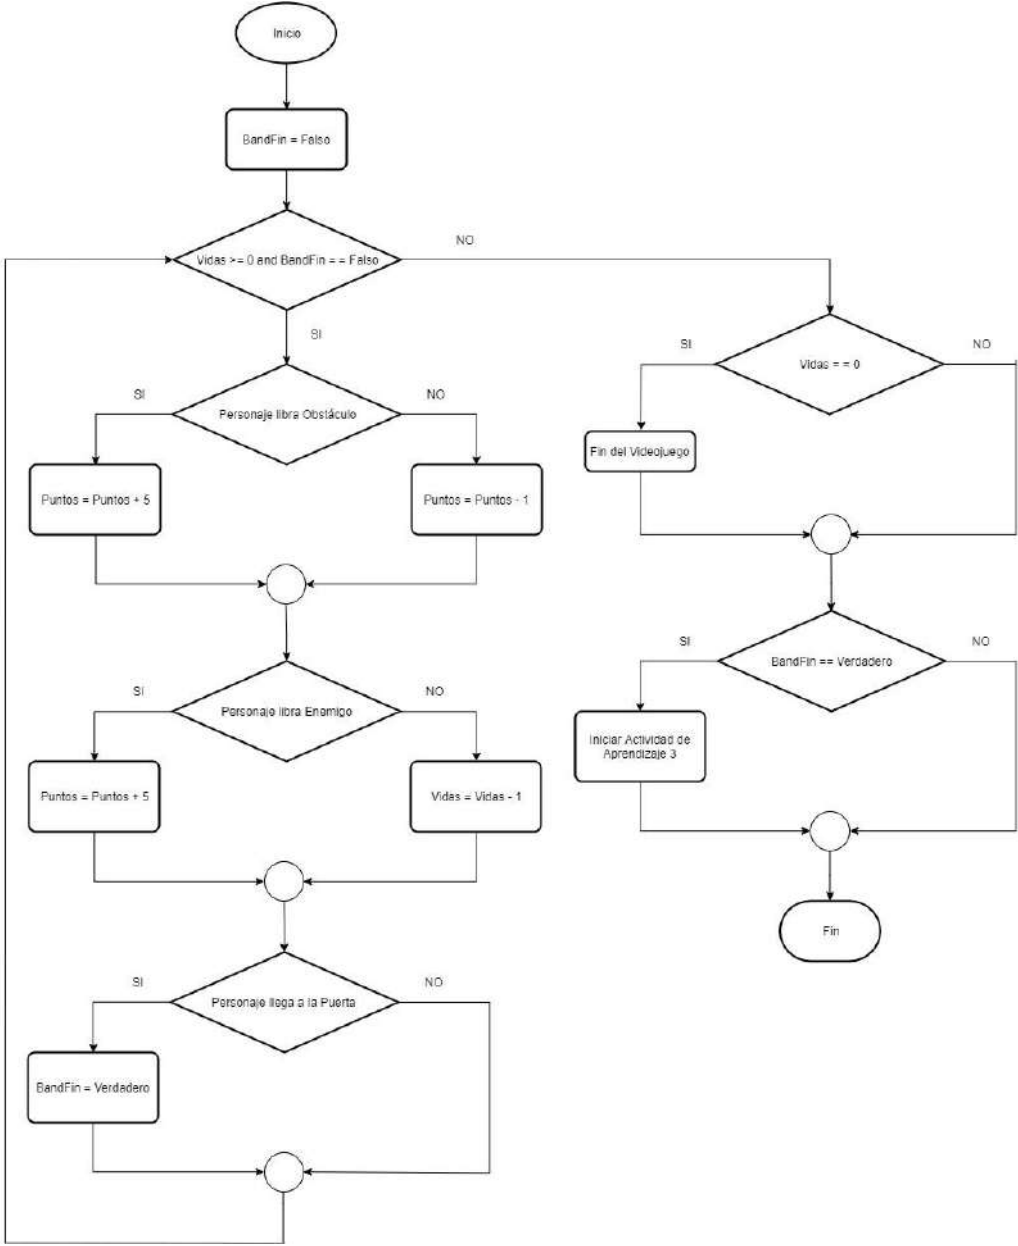 Inicio
BandFin = Falso
Vidas >= 0 and BandFin = = Falso
NO
SI
Personaje libra Obstáculo
SI
NO
Puntos = Puntos + 5
Puntos = Puntos - 1
Personaje libra Enemigo
SI
NO
Puntos = Puntos + 5
Vidas = Vidas - 1
Personaje llega a la Puerta
SI
NO
BandFin = Verdadero
Vidas = = 0
SI
NO
Fin del Videojuego
BandFin == Verdadero
SI
NO
Iniciar Actividad de
Aprendizaje 3
Fin